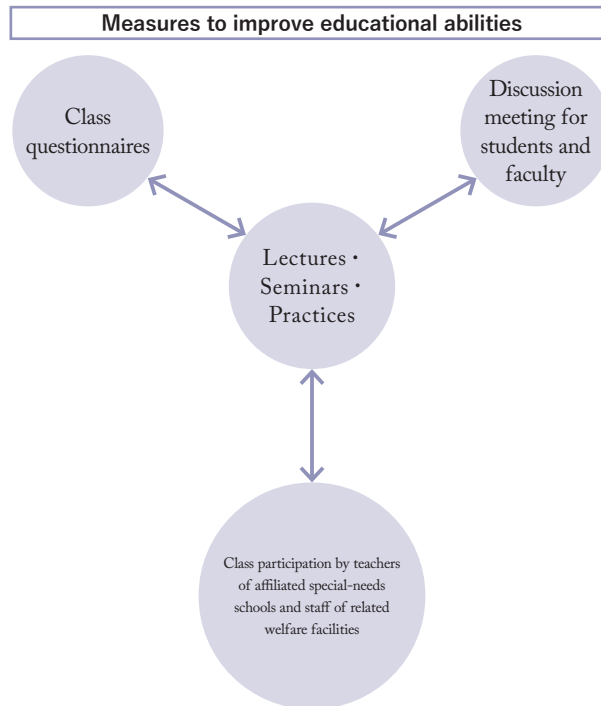 Measures to improve educational abilities
Class
questionnaires
Discussion
meeting for
students and
faculty
Lectures・
Seminars・
Practices
Class participation by teachers
of affiliated special-needs
schools and staff of related
welfare facilities